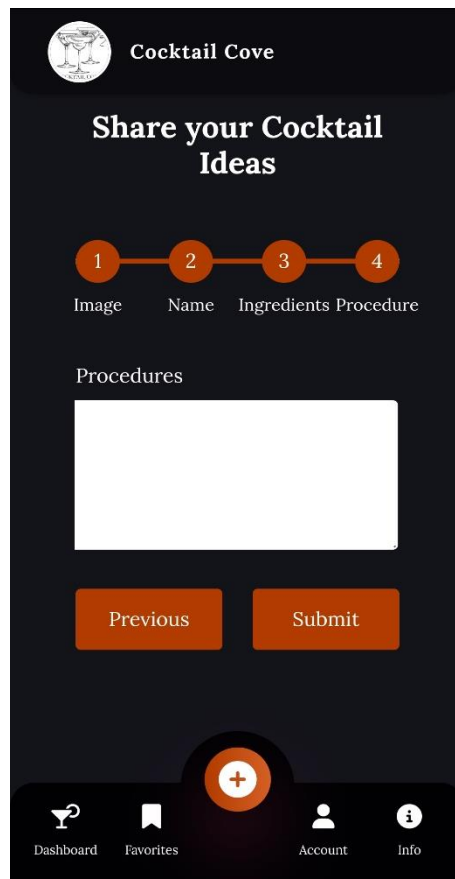 Cocktail Cove
Share your Cocktail
Ideas
1 2 3 4
Image Name Ingredients Procedure
Procedures
Previous Submit
Dashboard Favorites Account Info